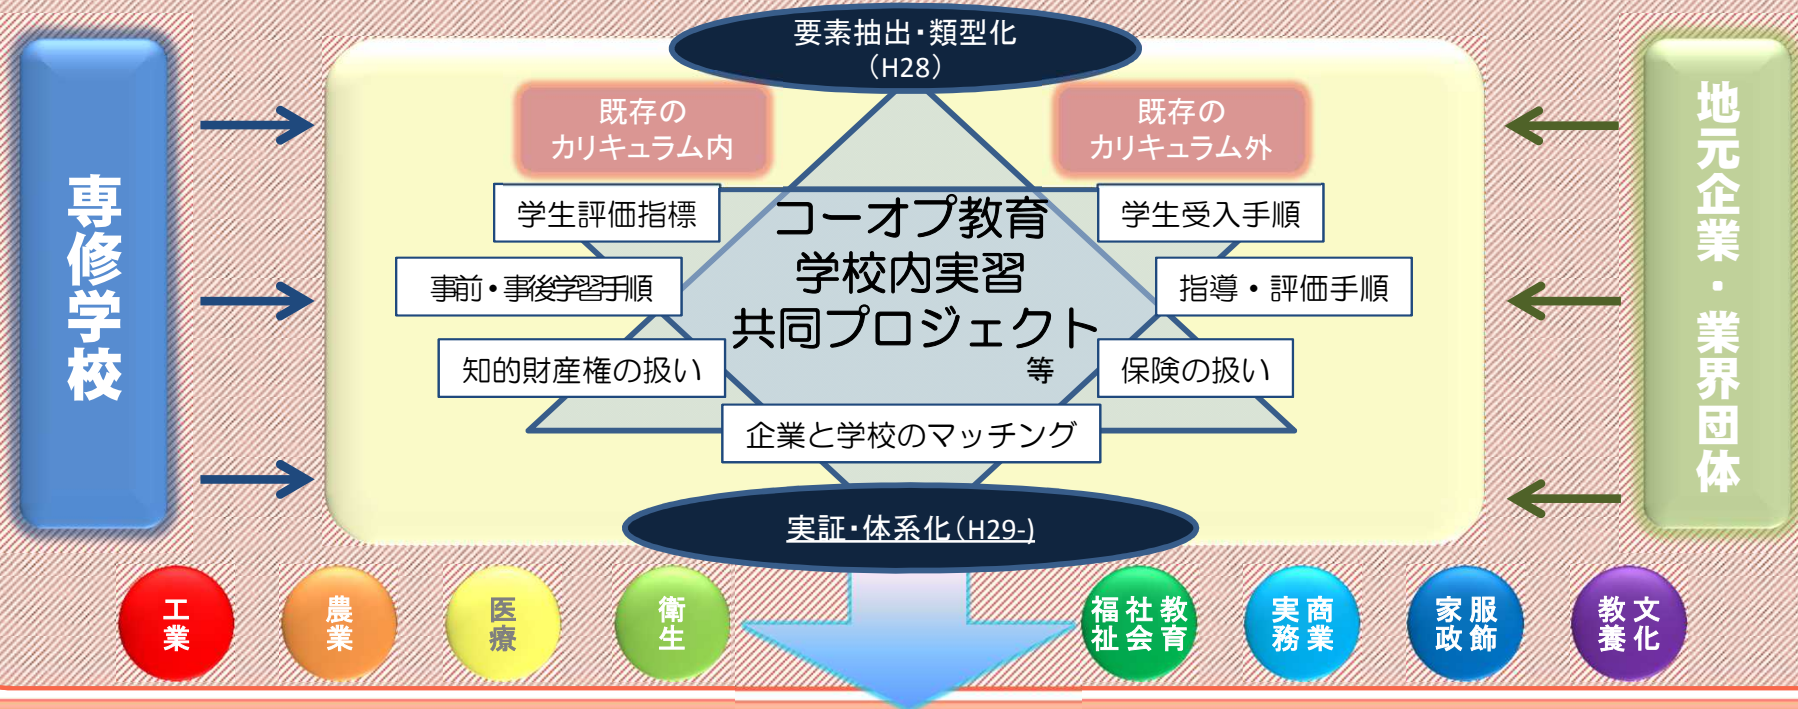 要素抽出・類型化
（H28）
専修学校
地元企業・業界団体
既存の
カリキュラム内
既存の
カリキュラム外
学生評価指標
学生受入手順
コーオプ教育
学校内実習
共同プロジェクト
等
事前・事後学習手順
指導・評価手順
知的財産権の扱い
保険の扱い
企業と学校のマッチング
実証・体系化（H29-)
工業
農業
医療
衛生
教育
社会
福祉
商業
実務
服飾
家政
文化
教養